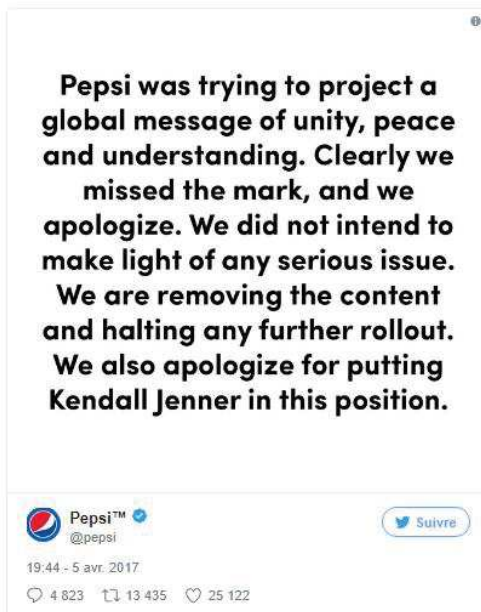 Pepsi was trying to project a
global message of unity, peace
and understanding. Clearly we
missed the mark, and we
apologize. We did not intend to
make light of any serious issue.
We are removing the content
and halting any further rollout.
We also apologize for putting
Kendall Jenner in this position.
Pepsi™
Suivre
@pepsi
19:44 - 5 avr. 2017
4 823 13 435 25 122